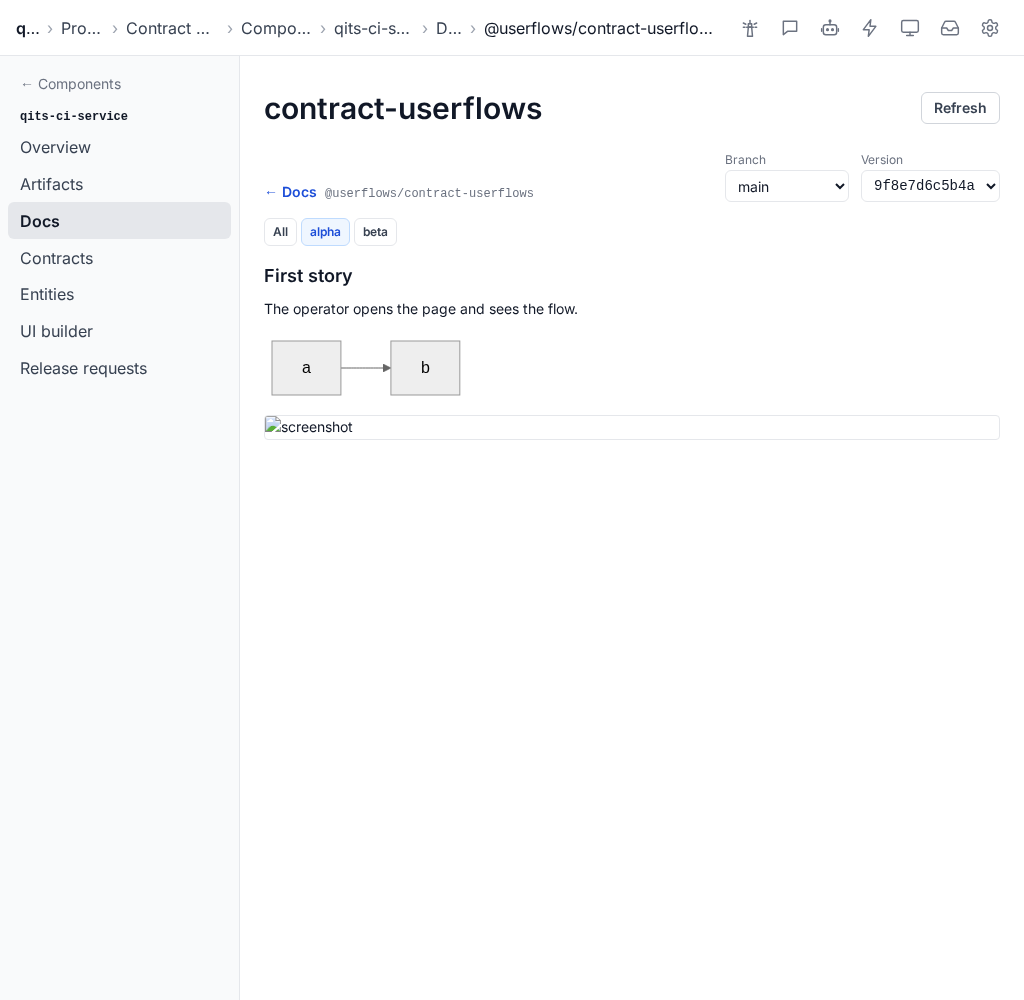 q... › Pro... › Contract ... › Compo... › qits-ci-s... › D... › @userflows/contract-userflo...
← Components
qits-ci-service
Overview
Artifacts
Docs
Contracts
Entities
UI builder
Release requests
contract-userflows
Refresh
Branch
Version
← Docs @userflows/contract-userflows
main
9f8e7d6c5b4a
All
alpha
beta
First story
The operator opens the page and sees the flow.
a
b
screenshot